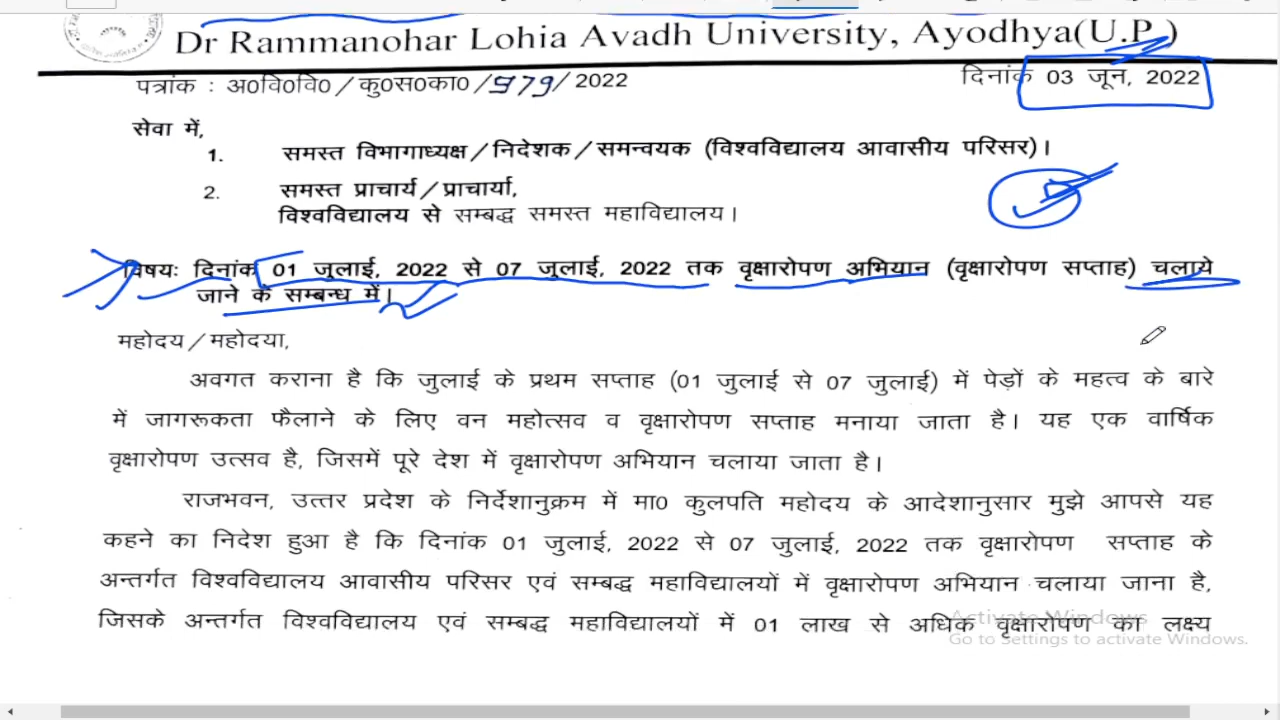 Dr Rammanohar Lohia Avadh University, Ayodhya(U.P.)
पत्रांक : अ0वि0वि0 / कु0स0का0 / 979 / 2022
दिनांक 03 जून, 2022
सेवा में,
1. समस्त विभागाध्यक्ष / निदेशक / समन्वयक (विश्वविद्यालय आवासीय परिसर)।
2. समस्त प्राचार्य / प्राचार्या,
विश्वविद्यालय से सम्बद्ध समस्त महाविद्यालय।
विषयः दिनांक 01 जुलाई, 2022 से 07 जुलाई, 2022 तक वृक्षारोपण अभियान (वृक्षारोपण सप्ताह) चलाये
जाने के सम्बन्ध में।
महोदय / महोदया,
अवगत कराना है कि जुलाई के प्रथम सप्ताह (01 जुलाई से 07 जुलाई) में पेड़ों के महत्व के बारे
में जागरूकता फैलाने के लिए वन महोत्सव व वृक्षारोपण सप्ताह मनाया जाता है। यह एक वार्षिक
वृक्षारोपण उत्सव है, जिसमें पूरे देश में वृक्षारोपण अभियान चलाया जाता है।
राजभवन, उत्तर प्रदेश के निर्देशानुक्रम में मा0 कुलपति महोदय के आदेशानुसार मुझे आपसे यह
कहने का निदेश हुआ है कि दिनांक 01 जुलाई, 2022 से 07 जुलाई, 2022 तक वृक्षारोपण सप्ताह के
अन्तर्गत विश्वविद्यालय आवासीय परिसर एवं सम्बद्ध महाविद्यालयों में वृक्षारोपण अभियान चलाया जाना है,
जिसके अन्तर्गत विश्वविद्यालय एवं सम्बद्ध महाविद्यालयों में 01 लाख से अधिक वृक्षारोपण का लक्ष्य
Activate Windows
Go to Settings to activate Windows.